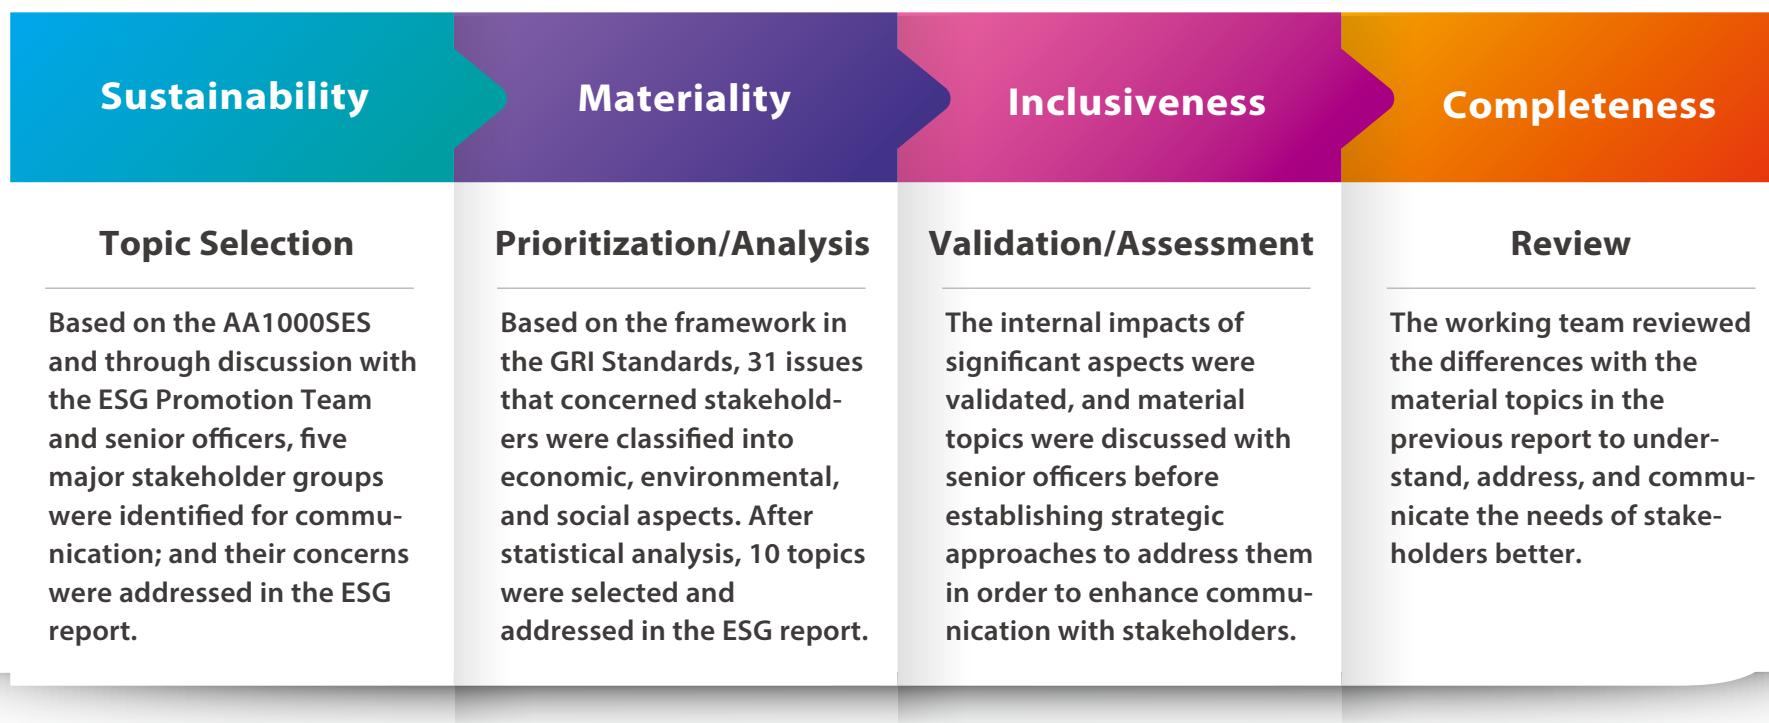 Sustainability
Topic Selection
Based on the AA1000SES
and through discussion with
the ESG Promotion Team
and senior officers, five
major stakeholder groups
were identified for commu-
nication; and their concerns
were addressed in the ESG
report.
Materiality
Prioritization/Analysis
Based on the framework in
the GRI Standards, 31 issues
that concerned stakehold-
ers were classified into
economic, environmental,
and social aspects. After
statistical analysis, 10 topics
were selected and
addressed in the ESG report.
Inclusiveness
Validation/Assessment
The internal impacts of
significant aspects were
validated, and material
topics were discussed with
senior officers before
establishing strategic
approaches to address them
in order to enhance commu-
nication with stakeholders.
Completeness
Review
The working team reviewed
the differences with the
material topics in the
previous report to under-
stand, address, and commu-
nicate the needs of stake-
holders better.